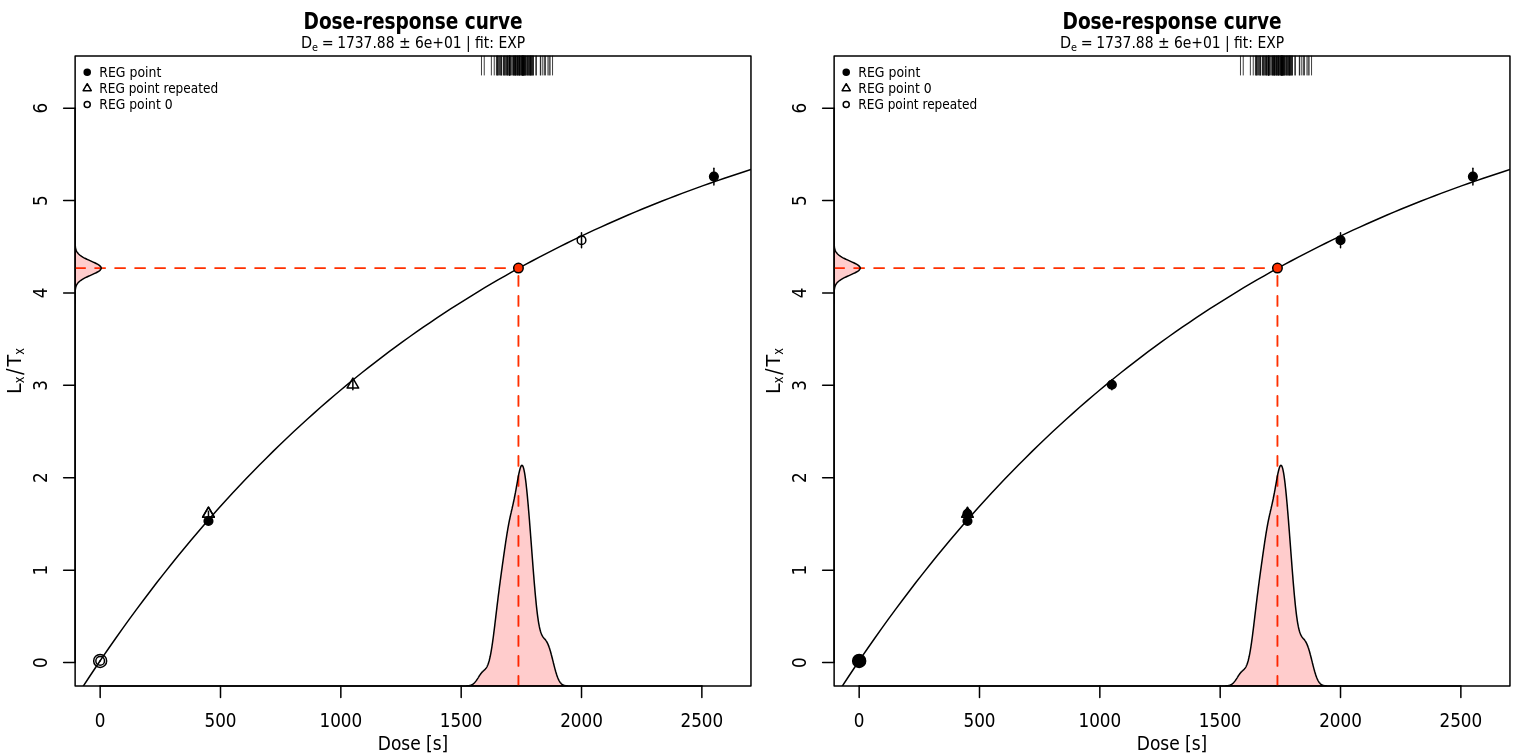 Dose-response curve
Dₑ = 1737.88 ± 6e+01 | fit: EXP
REG point
REG point repeated
REG point 0
6
5
4
3
2
1
0
Lₓ/Tₓ
0 500 1000 1500 2000 2500
Dose [s]
Dose-response curve
Dₑ = 1737.88 ± 6e+01 | fit: EXP
REG point
REG point 0
REG point repeated
6
5
4
3
2
1
0
Lₓ/Tₓ
0 500 1000 1500 2000 2500
Dose [s]